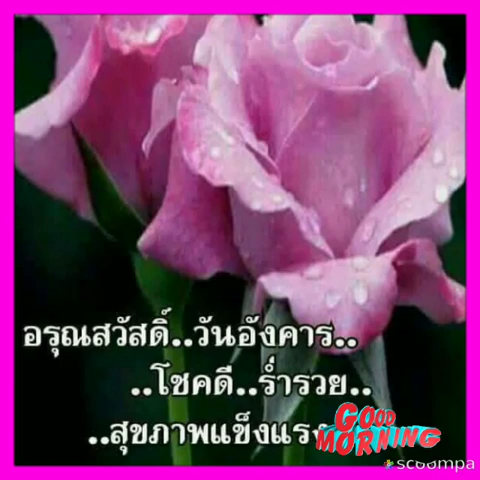 อรุณสวัสดิ์..วันอังคาร..
..โชคดี..ร่ำรวย..
..สุขภาพแข็งแรง
GOOD
MORNING
scoompa